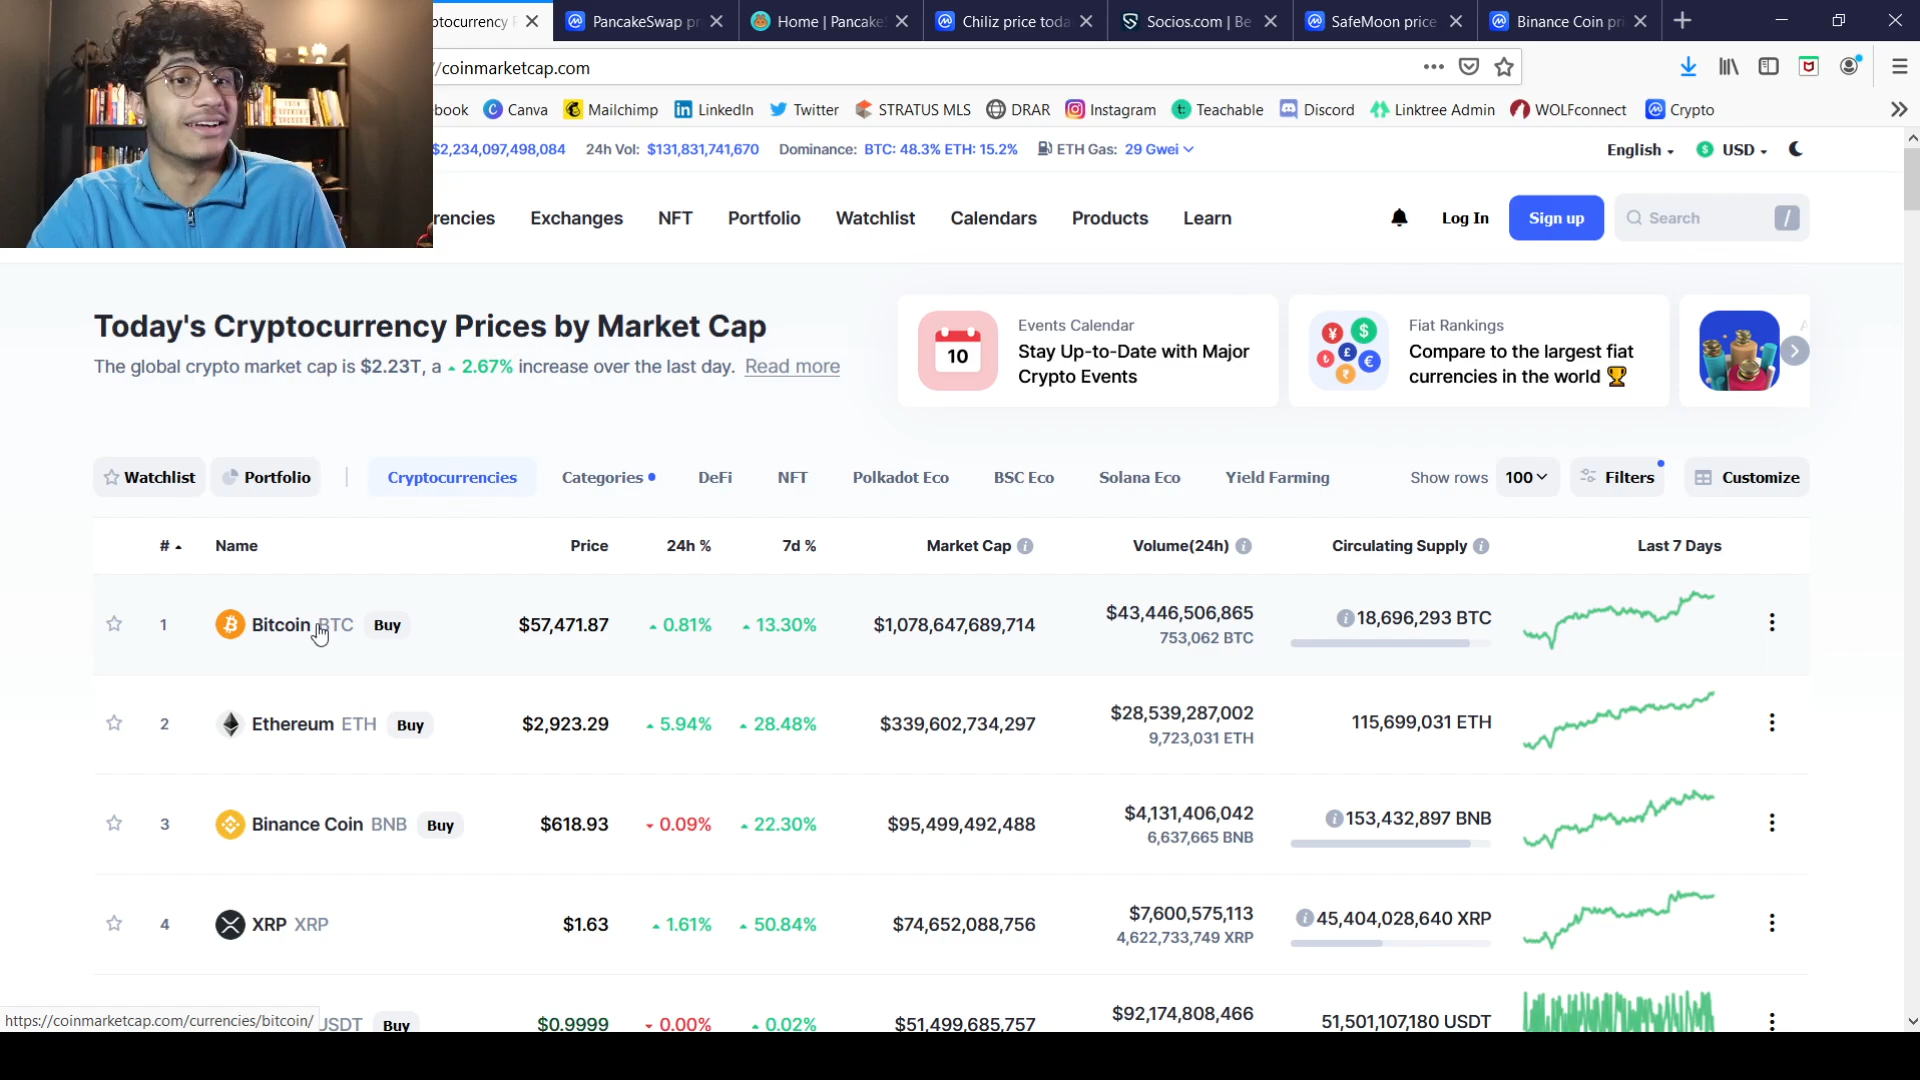 ptocurrency P
PancakeSwap pr
Home | PancakeS
Chiliz price toda
Socios.com | Be
SafeMoon price
Binance Coin pri
//coinmarketcap.com
book
Canva
Mailchimp
LinkedIn
Twitter
STRATUS MLS
DRAR
Instagram
Teachable
Discord
Linktree Admin
WOLFconnect
Crypto
$2,234,097,498,084 24h Vol: $131,831,741,670 Dominance: BTC: 48.3% ETH: 15.2% ETH Gas: 29 Gwei
English USD
rencies Exchanges NFT Portfolio Watchlist Calendars Products Learn
Log In Sign up Search /
Today's Cryptocurrency Prices by Market Cap
The global crypto market cap is $2.23T, a 2.67% increase over the last day. Read more
10
Events Calendar
Stay Up-to-Date with Major
Crypto Events
Fiat Rankings
Compare to the largest fiat
currencies in the world
Watchlist Portfolio Cryptocurrencies Categories DeFi NFT Polkadot Eco BSC Eco Solana Eco Yield Farming Show rows 100 Filters Customize
# Name Price 24h % 7d % Market Cap Volume(24h) Circulating Supply Last 7 Days
1 Bitcoin BTC Buy $57,471.87 0.81% 13.30% $1,078,647,689,714 $43,446,506,865 18,696,293 BTC
753,062 BTC
2 Ethereum ETH Buy $2,923.29 5.94% 28.48% $339,602,734,297 $28,539,287,002 115,699,031 ETH
9,723,031 ETH
3 Binance Coin BNB Buy $618.93 0.09% 22.30% $95,499,492,488 $4,131,406,042 153,432,897 BNB
6,637,665 BNB
4 XRP XRP $1.63 1.61% 50.84% $74,652,088,756 $7,600,575,113 45,404,028,640 XRP
4,622,733,749 XRP
USDT Buy $0.9999 0.00% 0.02% $51,499,685,757 $92,174,808,466 51,501,107,180 USDT
https://coinmarketcap.com/currencies/bitcoin/